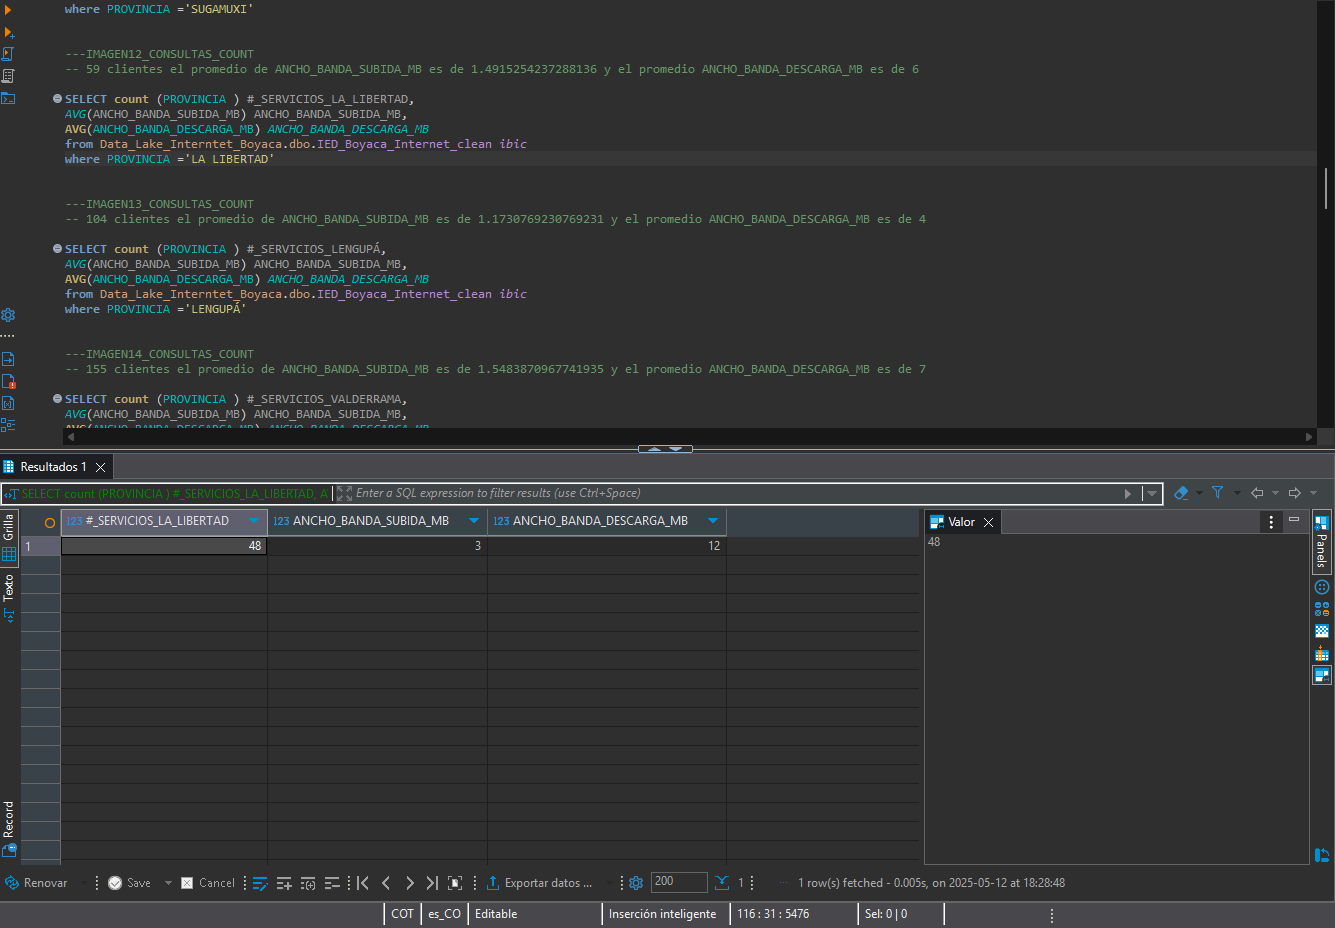 where PROVINCIA ='SUGAMUXI'
---IMAGEN12_CONSULTAS_COUNT
-- 59 clientes el promedio de ANCHO_BANDA_SUBIDA_MB es de 1.4915254237288136 y el promedio ANCHO_BANDA_DESCARGA_MB es de 6
SELECT count (PROVINCIA ) #_SERVICIOS_LA_LIBERTAD,
AVG(ANCHO_BANDA_SUBIDA_MB) ANCHO_BANDA_SUBIDA_MB,
AVG(ANCHO_BANDA_DESCARGA_MB) ANCHO_BANDA_DESCARGA_MB
from Data_Lake_Interntet_Boyaca.dbo.IED_Boyaca_Internet_clean ibic
where PROVINCIA ='LA LIBERTAD'
---IMAGEN13_CONSULTAS_COUNT
-- 104 clientes el promedio de ANCHO_BANDA_SUBIDA_MB es de 1.1730769230769231 y el promedio ANCHO_BANDA_DESCARGA_MB es de 4
SELECT count (PROVINCIA ) #_SERVICIOS_LENGUPÁ,
AVG(ANCHO_BANDA_SUBIDA_MB) ANCHO_BANDA_SUBIDA_MB,
AVG(ANCHO_BANDA_DESCARGA_MB) ANCHO_BANDA_DESCARGA_MB
from Data_Lake_Interntet_Boyaca.dbo.IED_Boyaca_Internet_clean ibic
where PROVINCIA ='LENGUPÁ'
---IMAGEN14_CONSULTAS_COUNT
-- 155 clientes el promedio de ANCHO_BANDA_SUBIDA_MB es de 1.5483870967741935 y el promedio ANCHO_BANDA_DESCARGA_MB es de 7
SELECT count (PROVINCIA ) #_SERVICIOS_VALDERRAMA,
AVG(ANCHO_BANDA_SUBIDA_MB) ANCHO_BANDA_SUBIDA_MB,
AVG(ANCHO_BANDA_DESCARGA_MB) ANCHO_BANDA_DESCARGA_MB
Resultados 1
SELECT count (PROVINCIA ) #_SERVICIOS_LA_LIBERTAD, A
Enter a SQL expression to filter results (use Ctrl+Space)
Grilla
Texto
Record
123 #_SERVICIOS_LA_LIBERTAD 123 ANCHO_BANDA_SUBIDA_MB 123 ANCHO_BANDA_DESCARGA_MB
1 48 3 12
Valor
48
Panels
Renovar Save Cancel Exportar datos ... 200 1 1 row(s) fetched - 0.005s, on 2025-05-12 at 18:28:48
COT es_CO Editable Inserción inteligente 116 : 31 : 5476 Sel: 0 | 0